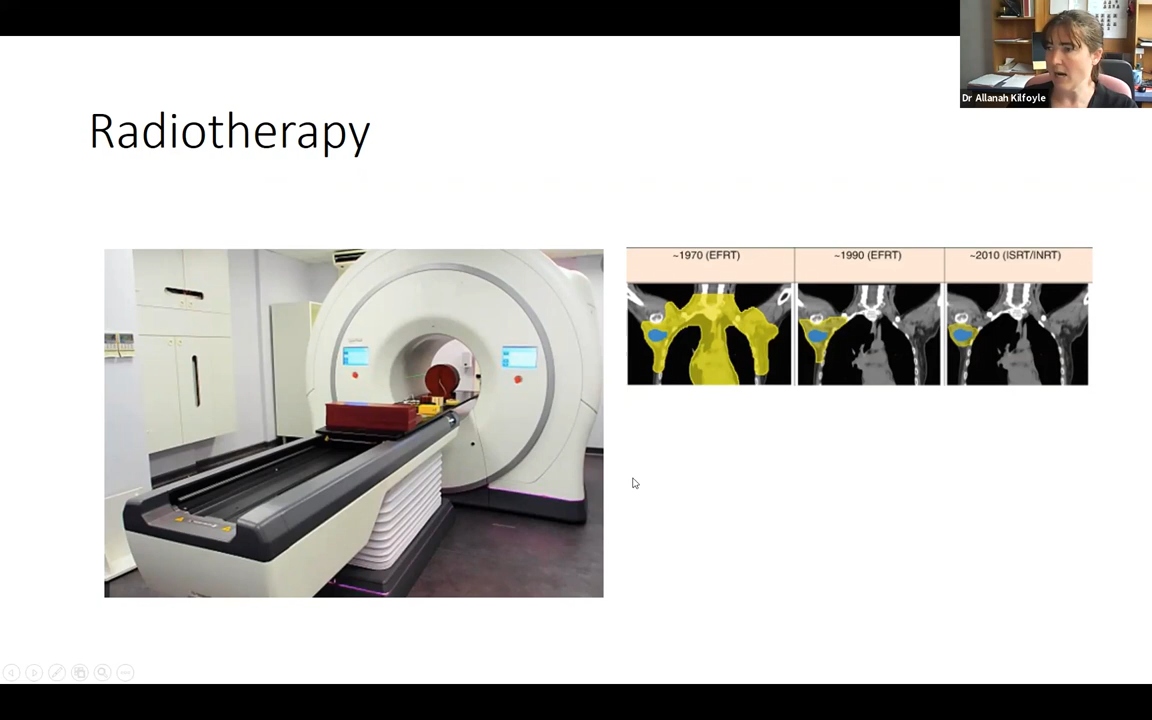 Dr Allanah Kilfoyle
Radiotherapy
~1970 (EFRT)
~1990 (EFRT)
~2010 (ISRT/INRT)